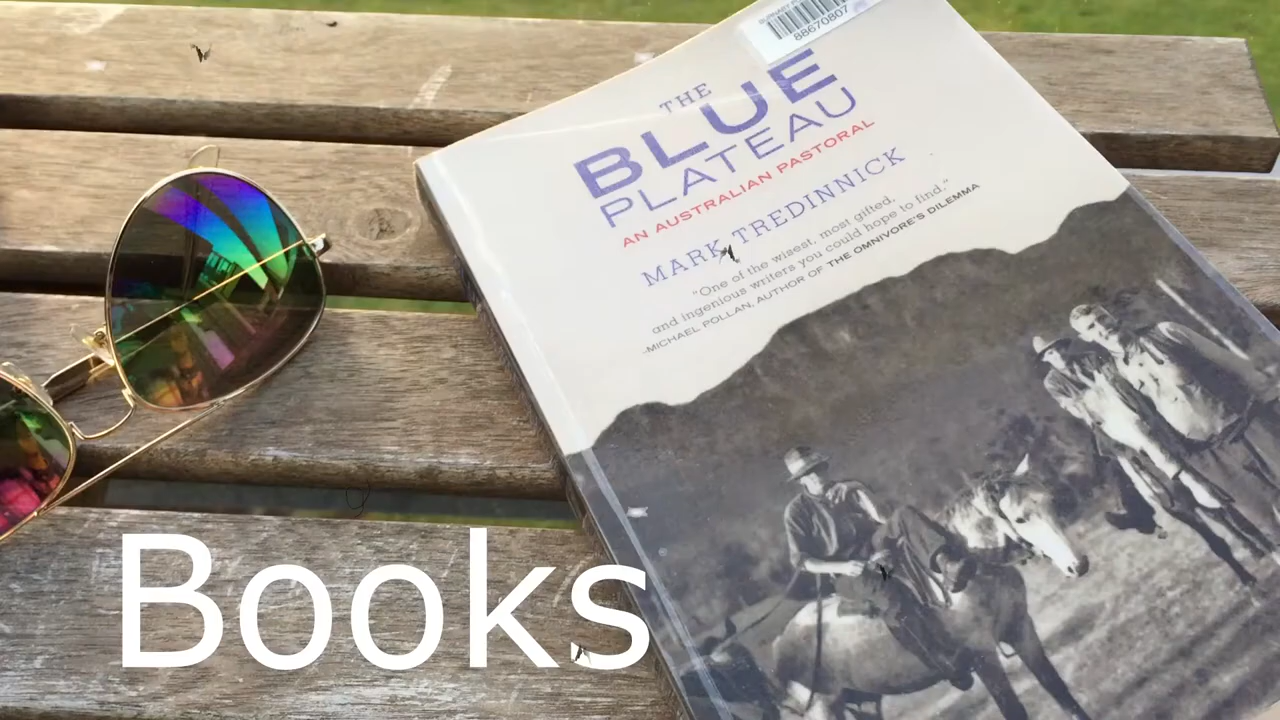 88670807
THE
BLUE
PLATEAU
AN AUSTRALIAN PASTORAL
MARK TREDINNICK
"One of the wisest, most gifted,
and ingenious writers you could hope to find."
-MICHAEL POLLAN, AUTHOR OF THE OMNIVORE'S DILEMMA
Books